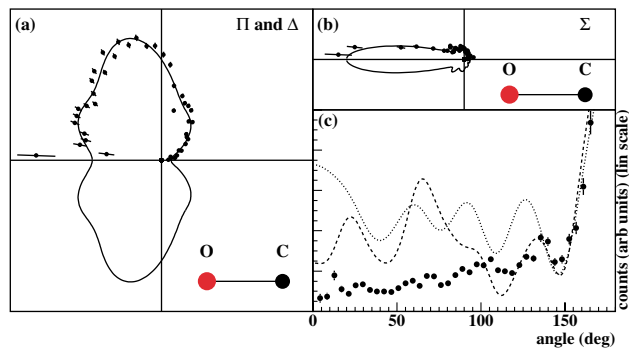 (a)
Π and Δ
O C
(b)
Σ
O C
(c)
counts (arb units) (lin scale)
0 50 100 150
angle (deg)